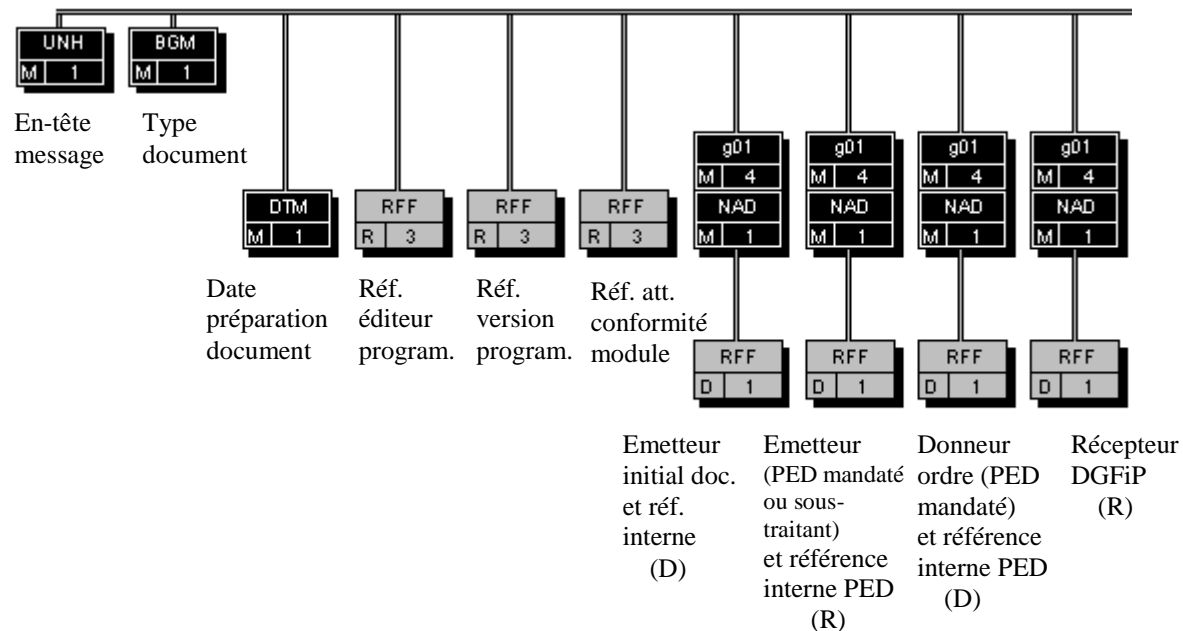 UNH
M 1
BGM
M 1
En-tête
message
Type
document
DTM
M 1
Date
préparation
document
RFF
R 3
Réf.
éditeur
program.
RFF
R 3
Réf.
version
program.
RFF
R 3
Réf. att.
conformité
module
g01
M 4
NAD
M 1
RFF
D 1
Emetteur
initial doc.
et réf.
interne
(D)
g01
M 4
NAD
M 1
RFF
D 1
Emetteur
(PED mandaté
ou sous-
traitant)
et référence
interne PED
(R)
g01
M 4
NAD
M 1
RFF
D 1
Donneur
ordre (PED
mandaté)
et référence
interne PED
(D)
g01
M 4
NAD
M 1
RFF
D 1
Récepteur
DGFiP
(R)